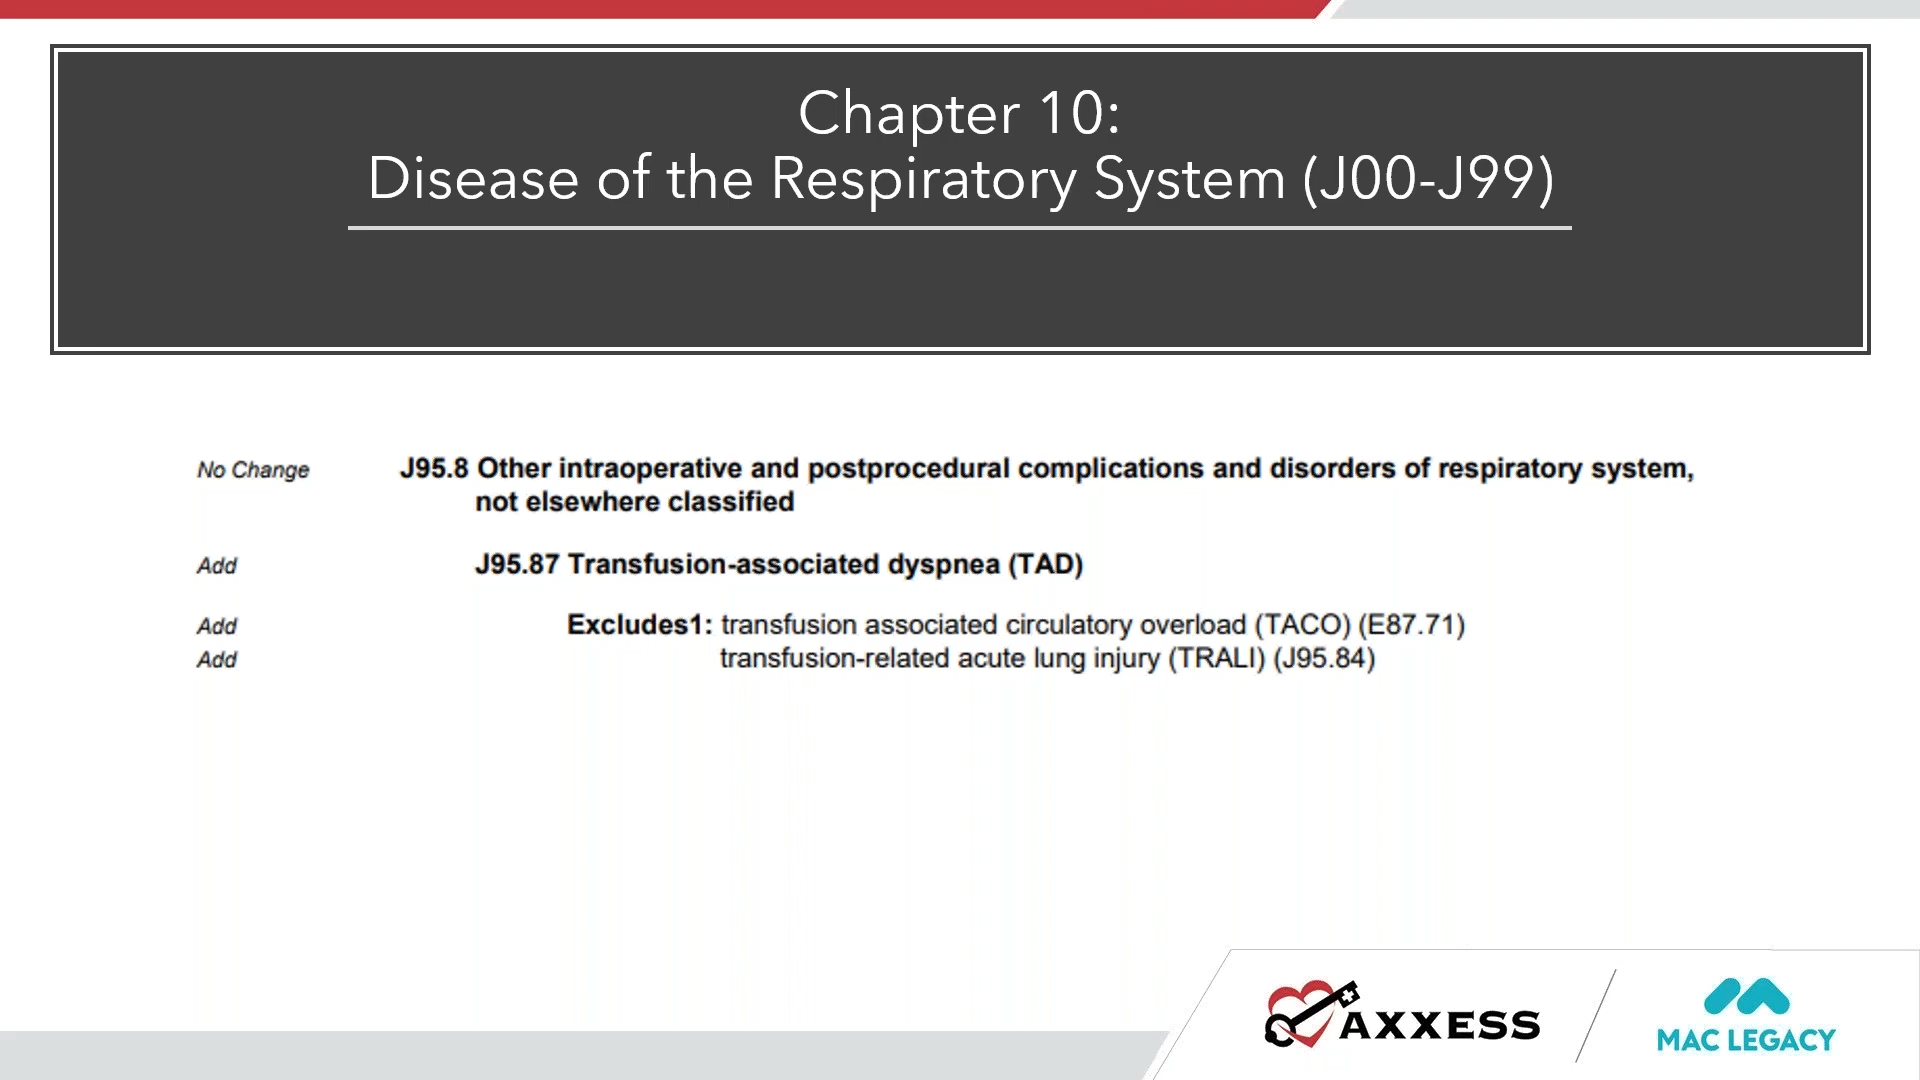 Chapter 10:
Disease of the Respiratory System (J00-J99)
No Change J95.8 Other intraoperative and postprocedural complications and disorders of respiratory system,
not elsewhere classified
Add J95.87 Transfusion-associated dyspnea (TAD)
Add Excludes1: transfusion associated circulatory overload (TACO) (E87.71)
Add transfusion-related acute lung injury (TRALI) (J95.84)
AXXESS
MAC LEGACY